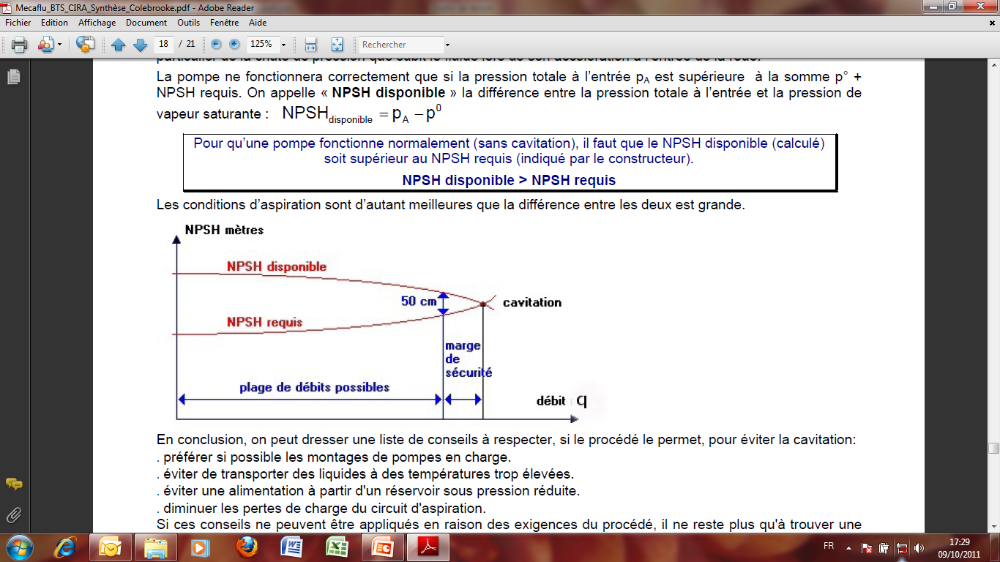 Mecaflu_BTS_CIRA_Synthèse_Colebrooke.pdf - Adobe Reader
Fichier Edition Affichage Document Outils Fenêtre Aide
18 / 21 125% Rechercher
particulier de la chute de pression que subit le fluide lors de son accélération à l'entrée de la roue.
La pompe ne fonctionnera correctement que si la pression totale à l'entrée pA est supérieure à la somme p° +
NPSH requis. On appelle « NPSH disponible » la différence entre la pression totale à l'entrée et la pression de
vapeur saturante : NPSHdisponible = pA − p0
Pour qu'une pompe fonctionne normalement (sans cavitation), il faut que le NPSH disponible (calculé)
soit supérieur au NPSH requis (indiqué par le constructeur).
NPSH disponible > NPSH requis
Les conditions d'aspiration sont d'autant meilleures que la différence entre les deux est grande.
NPSH mètres
NPSH disponible
50 cm
cavitation
NPSH requis
marge
de
sécurité
plage de débits possibles
débit q
En conclusion, on peut dresser une liste de conseils à respecter, si le procédé le permet, pour éviter la cavitation:
. préférer si possible les montages de pompes en charge.
. éviter de transporter des liquides à des températures trop élevées.
. éviter une alimentation à partir d'un réservoir sous pression réduite.
. diminuer les pertes de charge du circuit d'aspiration.
Si ces conseils ne peuvent être appliqués en raison des exigences du procédé, il ne reste plus qu'à trouver une
FR
17:29
09/10/2011